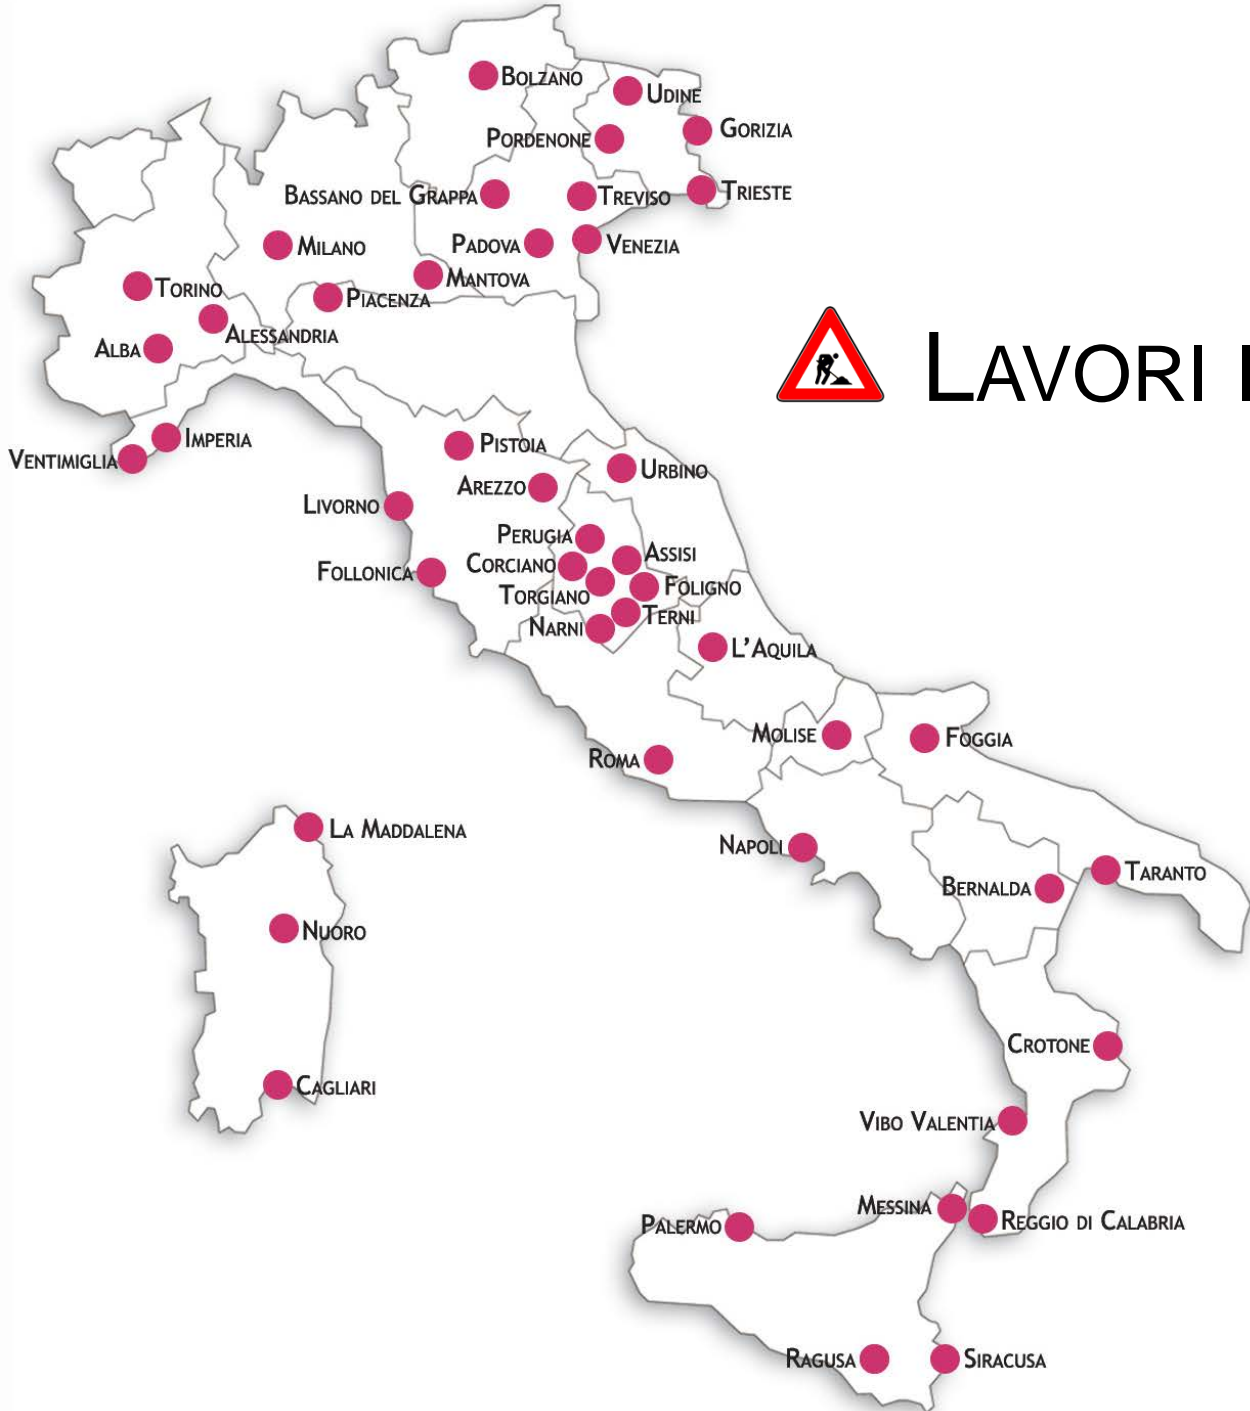 Bolzano
Udine
Pordenone
Gorizia
Bassano del Grappa
Treviso
Trieste
Milano
Padova
Venezia
Mantova
Torino
Piacenza
Alessandria
Alba
Lavori
Imperia
Ventimiglia
Pistoia
Urbino
Arezzo
Livorno
Perugia
Assisi
Corciano
Follonica
Foligno
Torgiano
Terni
Narni
L'Aquila
Molise
Foggia
Roma
La Maddalena
Napoli
Taranto
Bernalda
Nuoro
Crotone
Cagliari
Vibo Valentia
Messina
Reggio di Calabria
Palermo
Ragusa
Siracusa